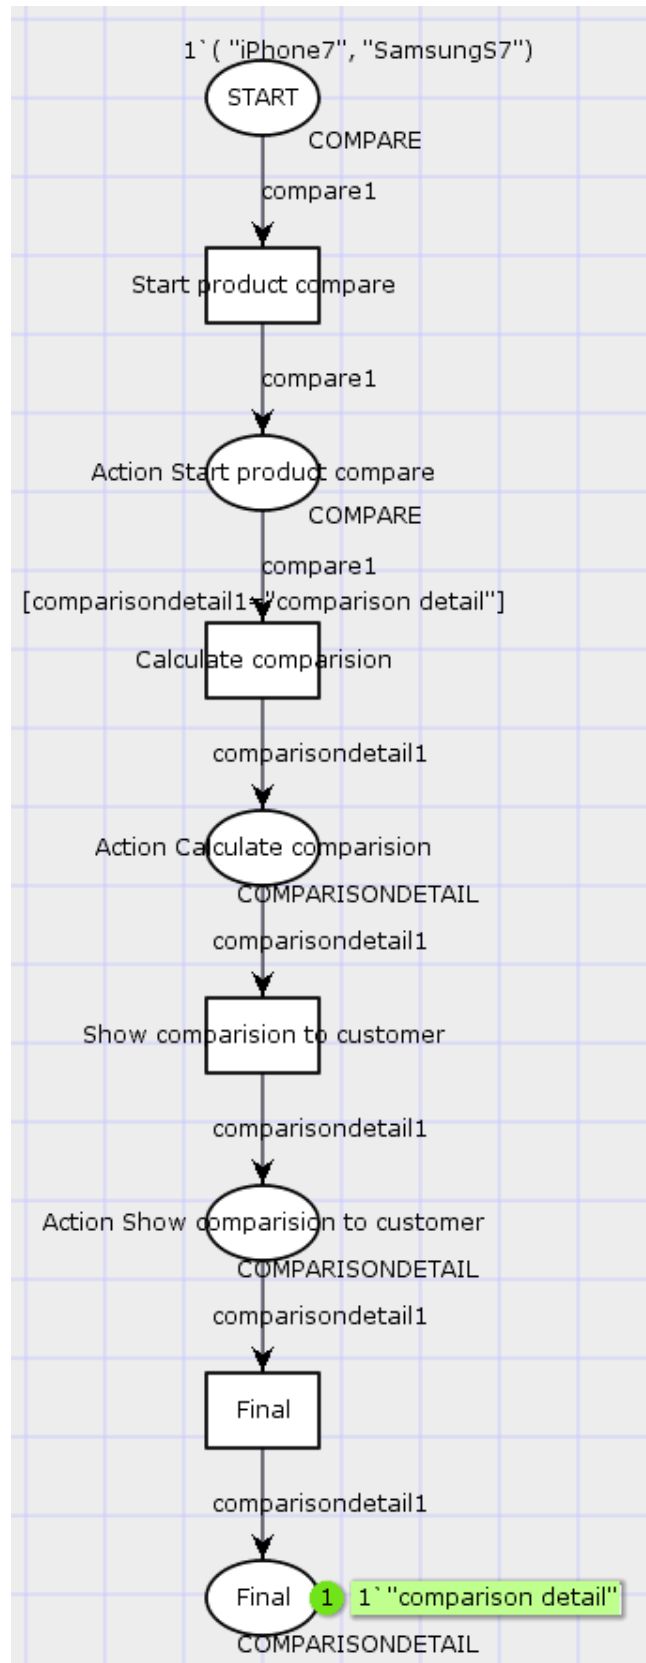 1`( "iPhone7", "SamsungS7")
START
COMPARE
compare1
Start product compare
compare1
Action Start product compare
COMPARE
compare1
[comparisondetail1="comparison detail"]
Calculate comparision
comparisondetail1
Action Calculate comparision
COMPARISONDETAIL
comparisondetail1
Show comparision to customer
comparisondetail1
Action Show comparision to customer
COMPARISONDETAIL
comparisondetail1
Final
comparisondetail1
Final 1 1`"comparison detail"
COMPARISONDETAIL